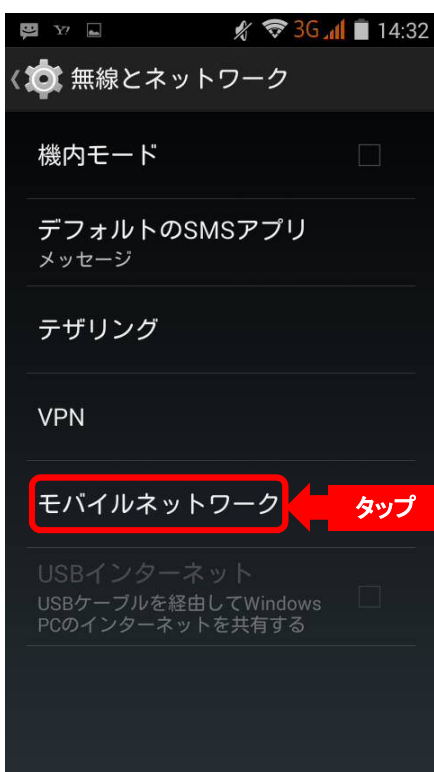 Y! 3G 14:32
無線とネットワーク
機内モード
デフォルトのSMSアプリ
メッセージ
テザリング
VPN
モバイルネットワーク タップ
USBインターネット
USBケーブルを経由してWindows
PCのインターネットを共有する